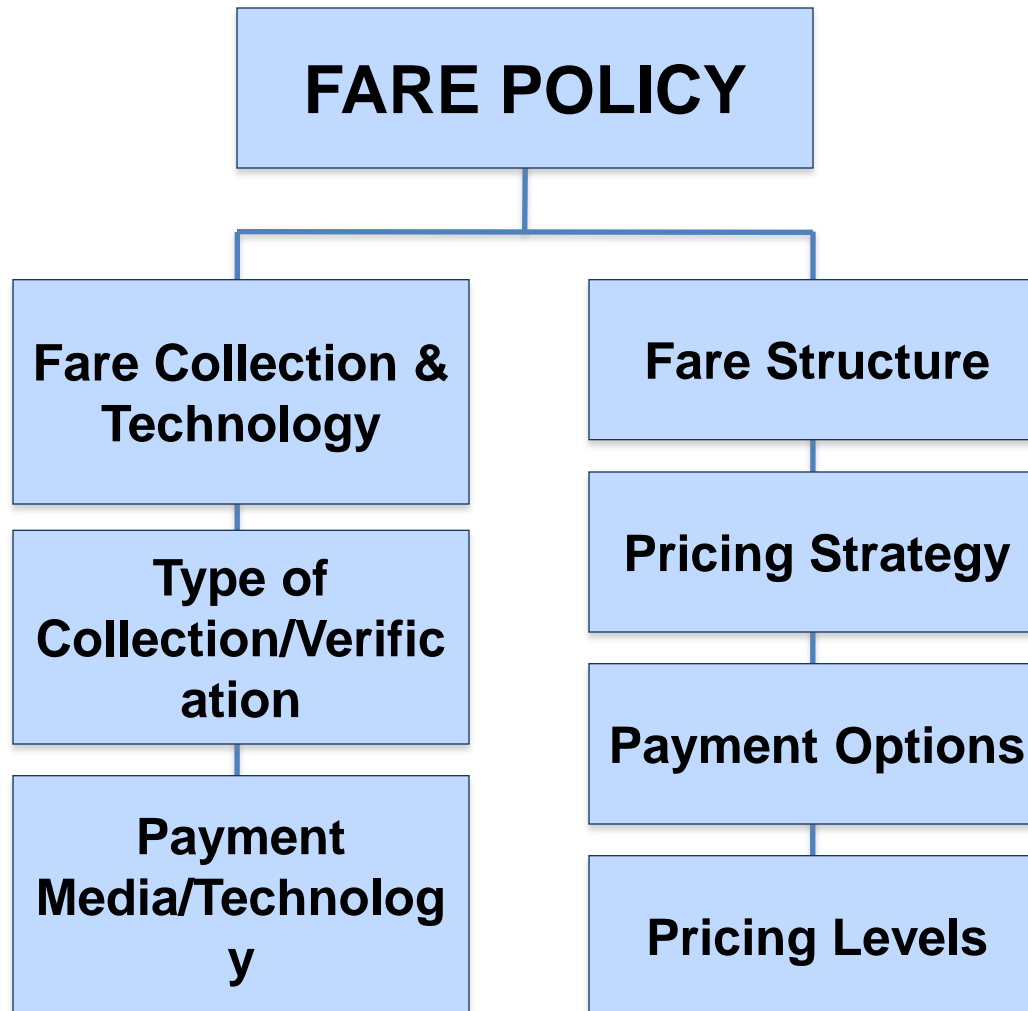 FARE POLICY
Fare Collection &
Technology
Type of
Collection/Verific
ation
Payment
Media/Technolog
y
Fare Structure
Pricing Strategy
Payment Options
Pricing Levels